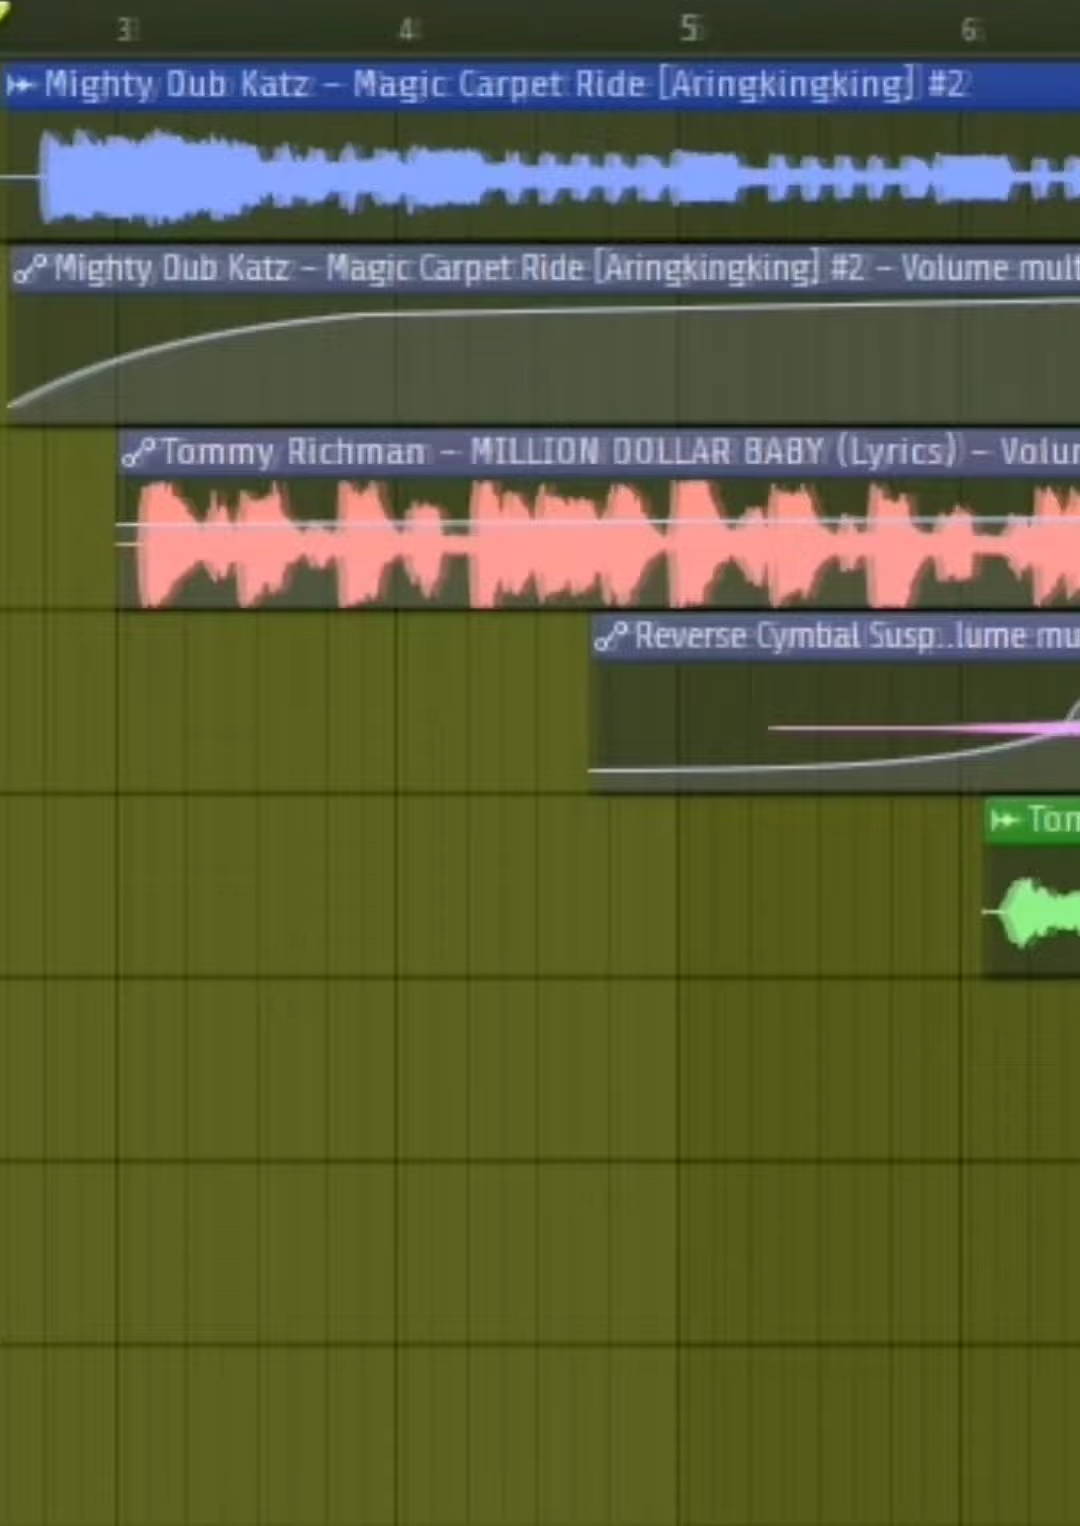 3 4 5 6
Mighty Dub Katz - Magic Carpet Ride [Aringkingking] #2
Mighty Dub Katz - Magic Carpet Ride [Aringkingking] #2 - Volume mult
Tommy Richman - MILLION DOLLAR BABY (Lyrics) - Volum
Reverse Cymbal Susp..lume mu
Tom